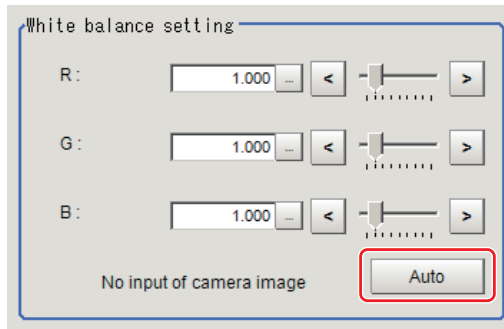 White balance setting
R: 1.000 ... < >
G: 1.000 ... < >
B: 1.000 ... < >
No input of camera image Auto